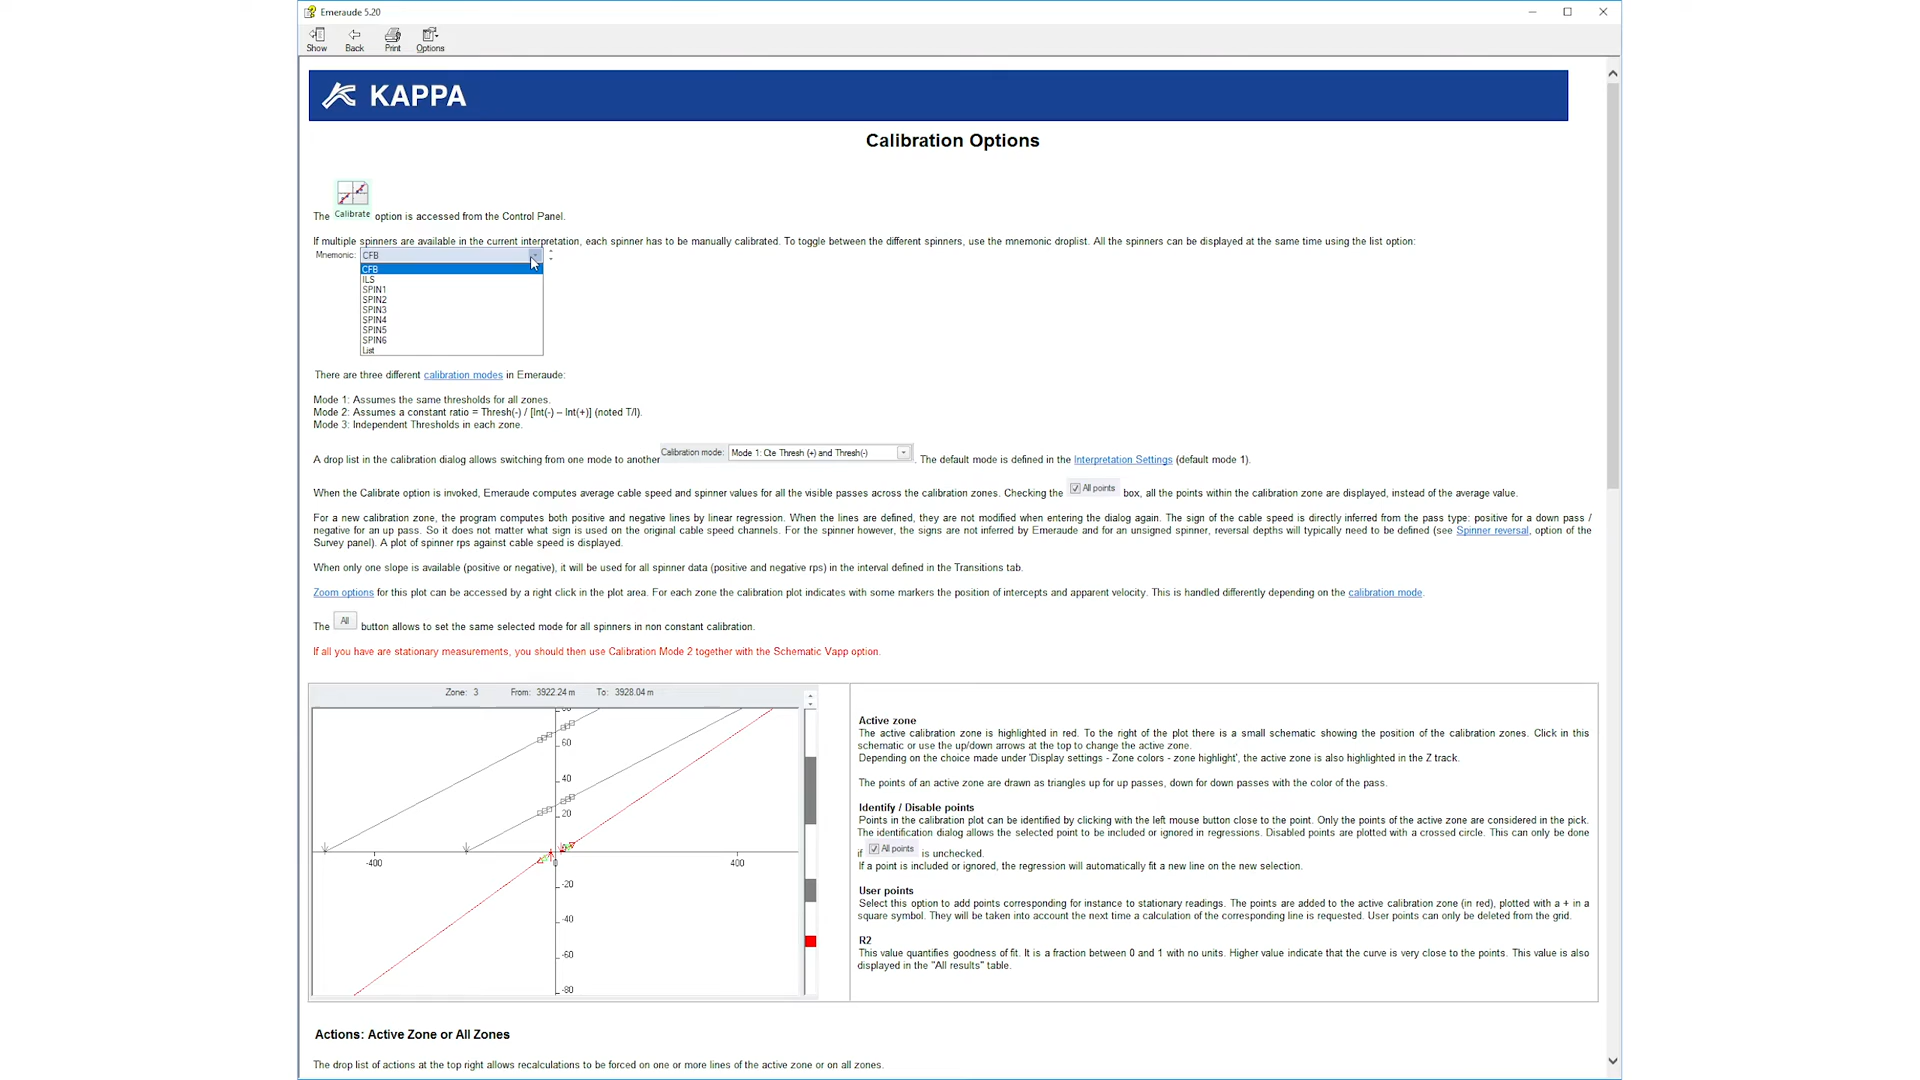 Emeraude 5.20
Show Back Print Options
KAPPA
Calibration Options
The Calibrate option is accessed from the Control Panel.
If multiple spinners are available in the current interpretation, each spinner has to be manually calibrated. To toggle between the different spinners, use the mnemonic droplist. All the spinners can be displayed at the same time using the list option:
Mnemonic: CFB
CFB
ILS
SPIN1
SPIN2
SPIN3
SPIN4
SPIN5
SPIN6
List
There are three different calibration modes in Emeraude:
Mode 1: Assumes the same thresholds for all zones.
Mode 2: Assumes a constant ratio = Thresh(-) / [Int(-) – Int(+)] (noted T/I).
Mode 3: Independent Thresholds in each zone.
A drop list in the calibration dialog allows switching from one mode to another Calibration mode: Mode 1: Cte Thresh (+) and Thresh(-) . The default mode is defined in the Interpretation Settings (default mode 1).
When the Calibrate option is invoked, Emeraude computes average cable speed and spinner values for all the visible passes across the calibration zones. Checking the All points box, all the points within the calibration zone are displayed, instead of the average value.
For a new calibration zone, the program computes both positive and negative lines by linear regression. When the lines are defined, they are not modified when entering the dialog again. The sign of the cable speed is directly inferred from the pass type: positive for a down pass /
negative for an up pass. So it does not matter what sign is used on the original cable speed channels. For the spinner however, the signs are not inferred by Emeraude and for an unsigned spinner, reversal depths will typically need to be defined (see Spinner reversal, option of the
Survey panel). A plot of spinner rps against cable speed is displayed.
When only one slope is available (positive or negative), it will be used for all spinner data (positive and negative rps) in the interval defined in the Transitions tab.
Zoom options for this plot can be accessed by a right click in the plot area. For each zone the calibration plot indicates with some markers the position of intercepts and apparent velocity. This is handled differently depending on the calibration mode.
The All button allows to set the same selected mode for all spinners in non constant calibration.
If all you have are stationary measurements, you should then use Calibration Mode 2 together with the Schematic Vapp option.
Zone: 3 From: 3922.24 m To: 3928.04 m
80
60
40
20
-400 0 400
-20
-40
-60
-80
Active zone
The active calibration zone is highlighted in red. To the right of the plot there is a small schematic showing the position of the calibration zones. Click in this
schematic or use the up/down arrows at the top to change the active zone.
Depending on the choice made under 'Display settings - Zone colors - zone highlight', the active zone is also highlighted in the Z track.
The points of an active zone are drawn as triangles up for up passes, down for down passes with the color of the pass.
Identify / Disable points
Points in the calibration plot can be identified by clicking with the left mouse button close to the point. Only the points of the active zone are considered in the pick.
The identification dialog allows the selected point to be included or ignored in regressions. Disabled points are plotted with a crossed circle. This can only be done
if All points is unchecked.
If a point is included or ignored, the regression will automatically fit a new line on the new selection.
User points
Select this option to add points corresponding for instance to stationary readings. The points are added to the active calibration zone (in red), plotted with a + in a
square symbol. They will be taken into account the next time a calculation of the corresponding line is requested. User points can only be deleted from the grid.
R2
This value quantifies goodness of fit. It is a fraction between 0 and 1 with no units. Higher value indicate that the curve is very close to the points. This value is also
displayed in the "All results" table.
Actions: Active Zone or All Zones
The drop list of actions at the top right allows recalculations to be forced on one or more lines of the active zone or on all zones.